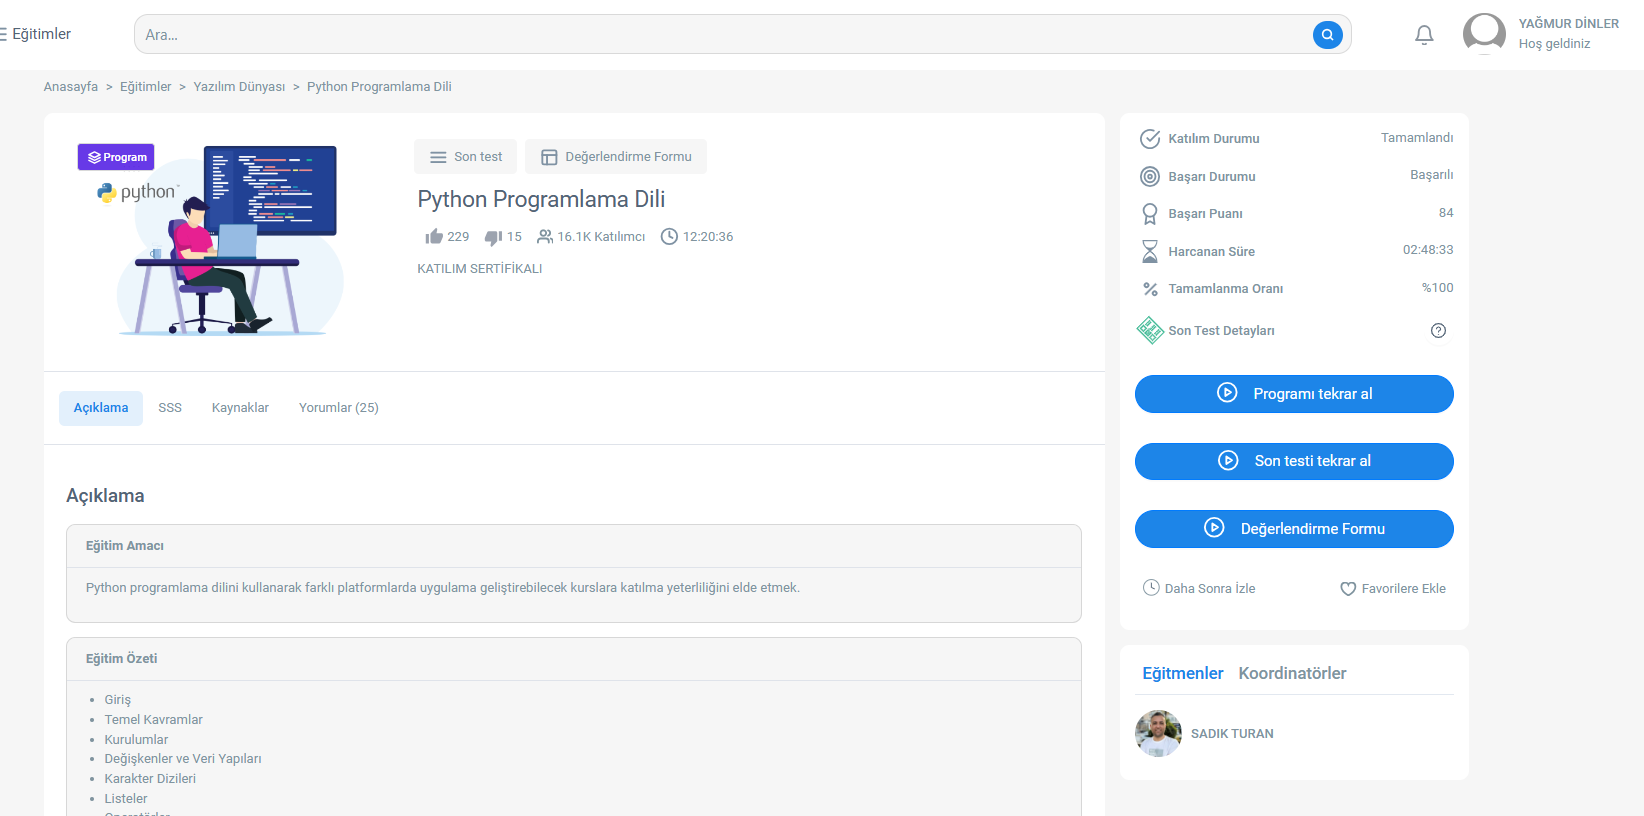 Eğitimler
Ara...
YAĞMUR DİNLER
Hoş geldiniz
Anasayfa > Eğitimler > Yazılım Dünyası > Python Programlama Dili
Program
python
Son test
Değerlendirme Formu
Python Programlama Dili
229 15 16.1K Katılımcı 12:20:36
KATILIM SERTİFİKALI
Açıklama SSS Kaynaklar Yorumlar (25)
Açıklama
Eğitim Amacı
Python programlama dilini kullanarak farklı platformlarda uygulama geliştirebilecek kurslara katılma yeterliliğini elde etmek.
Eğitim Özeti
• Giriş
• Temel Kavramlar
• Kurulumlar
• Değişkenler ve Veri Yapıları
• Karakter Dizileri
• Listeler
• Operatörler
Katılım Durumu Tamamlandı
Başarı Durumu Başarılı
Başarı Puanı 84
Harcanan Süre 02:48:33
Tamamlanma Oranı %100
Son Test Detayları
Programı tekrar al
Son testi tekrar al
Değerlendirme Formu
Daha Sonra İzle Favorilere Ekle
Eğitmenler Koordinatörler
SADIK TURAN